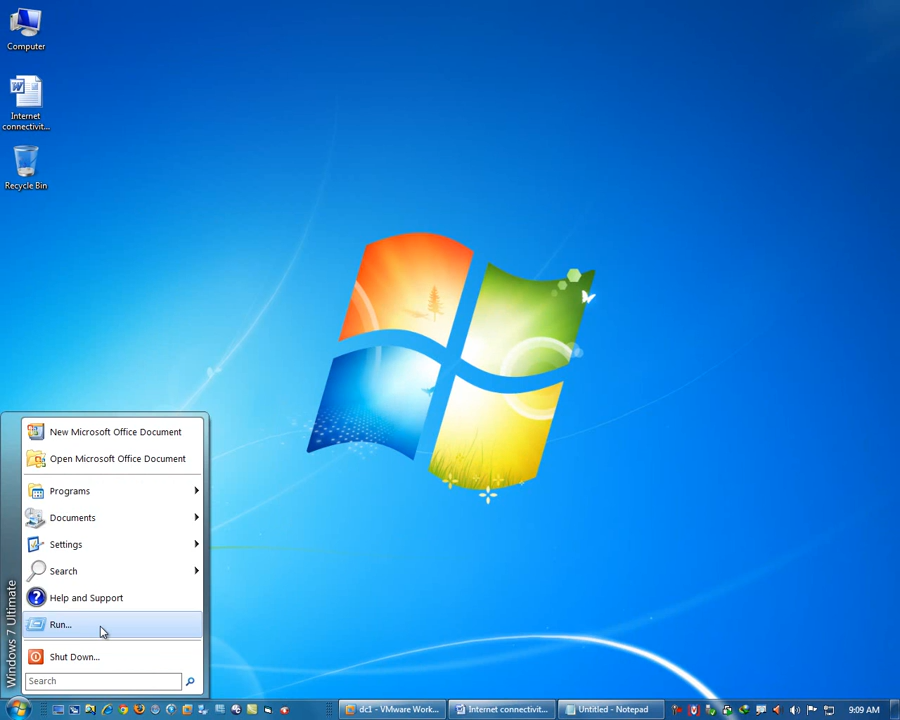 Computer
Internet
connectivit...
Recycle Bin
New Microsoft Office Document
Open Microsoft Office Document
Programs
Documents
Settings
Search
Help and Support
Run...
Shut Down...
Search
Windows 7 Ultimate
dc1 - VMware Work...
Internet connectivit...
Untitled - Notepad
9:09 AM